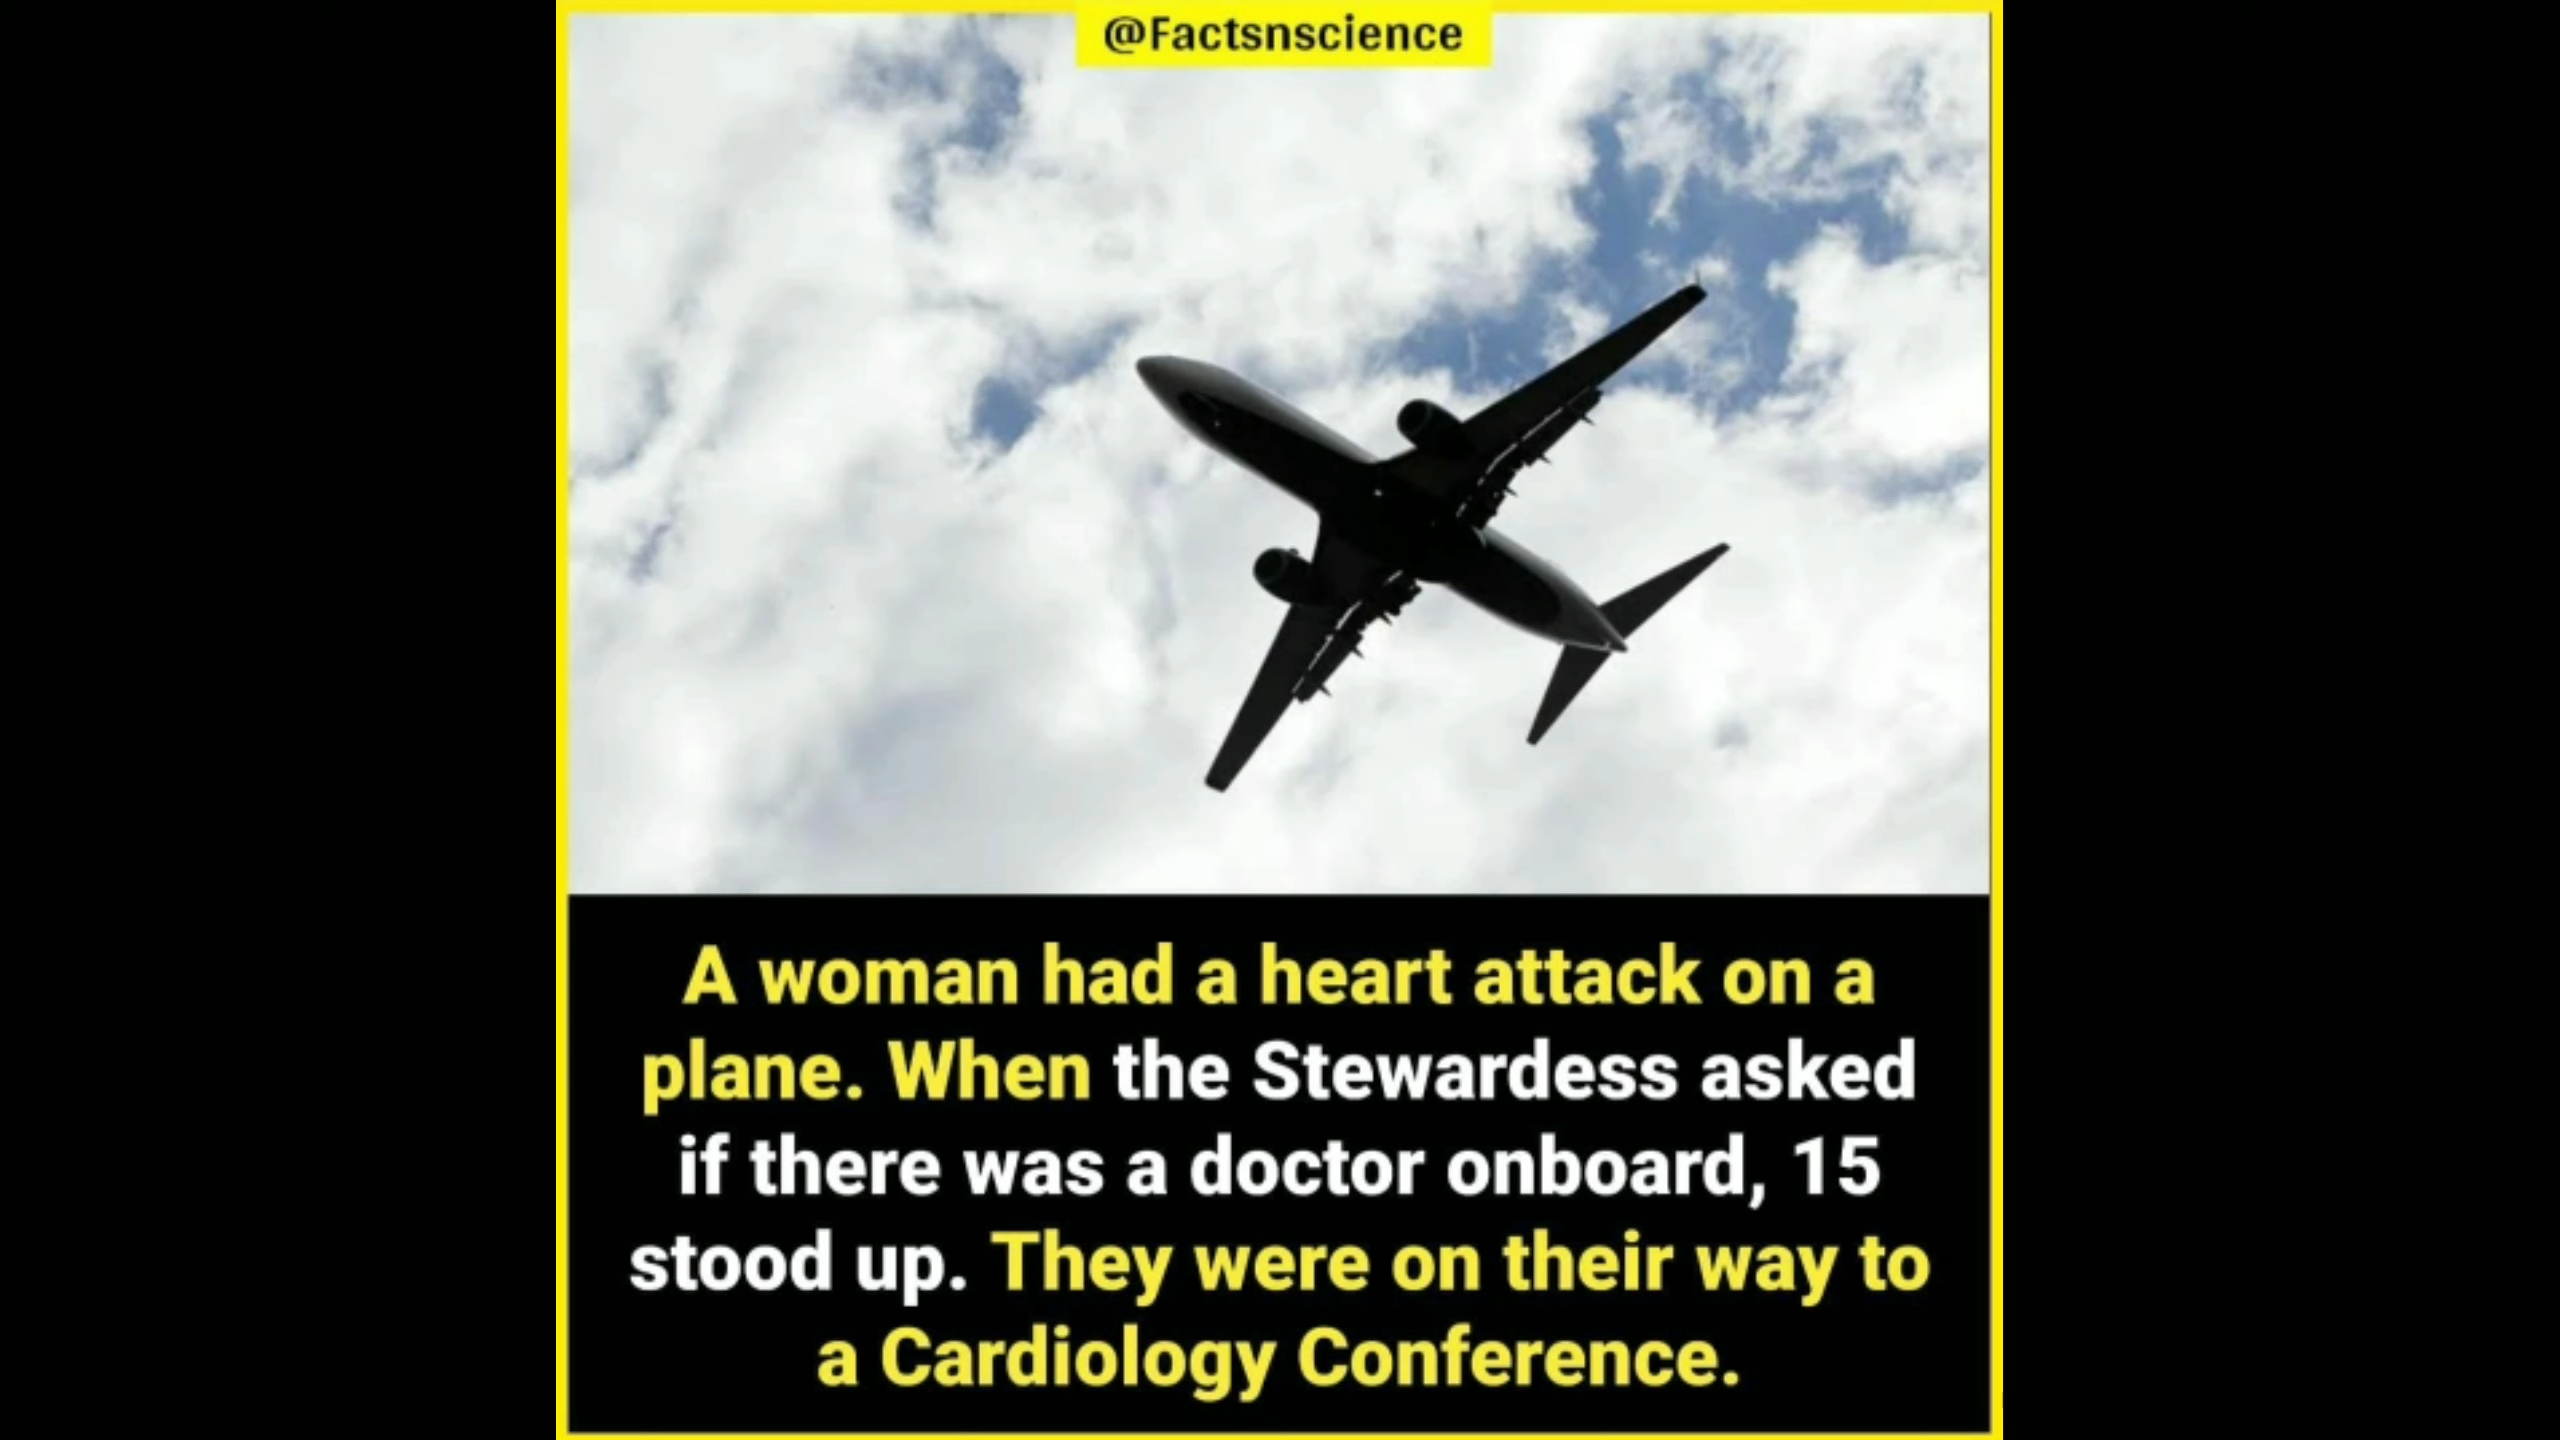 @Factsnscience
A woman had a heart attack on a
plane. When the Stewardess asked
if there was a doctor onboard, 15
stood up. They were on their way to
a Cardiology Conference.